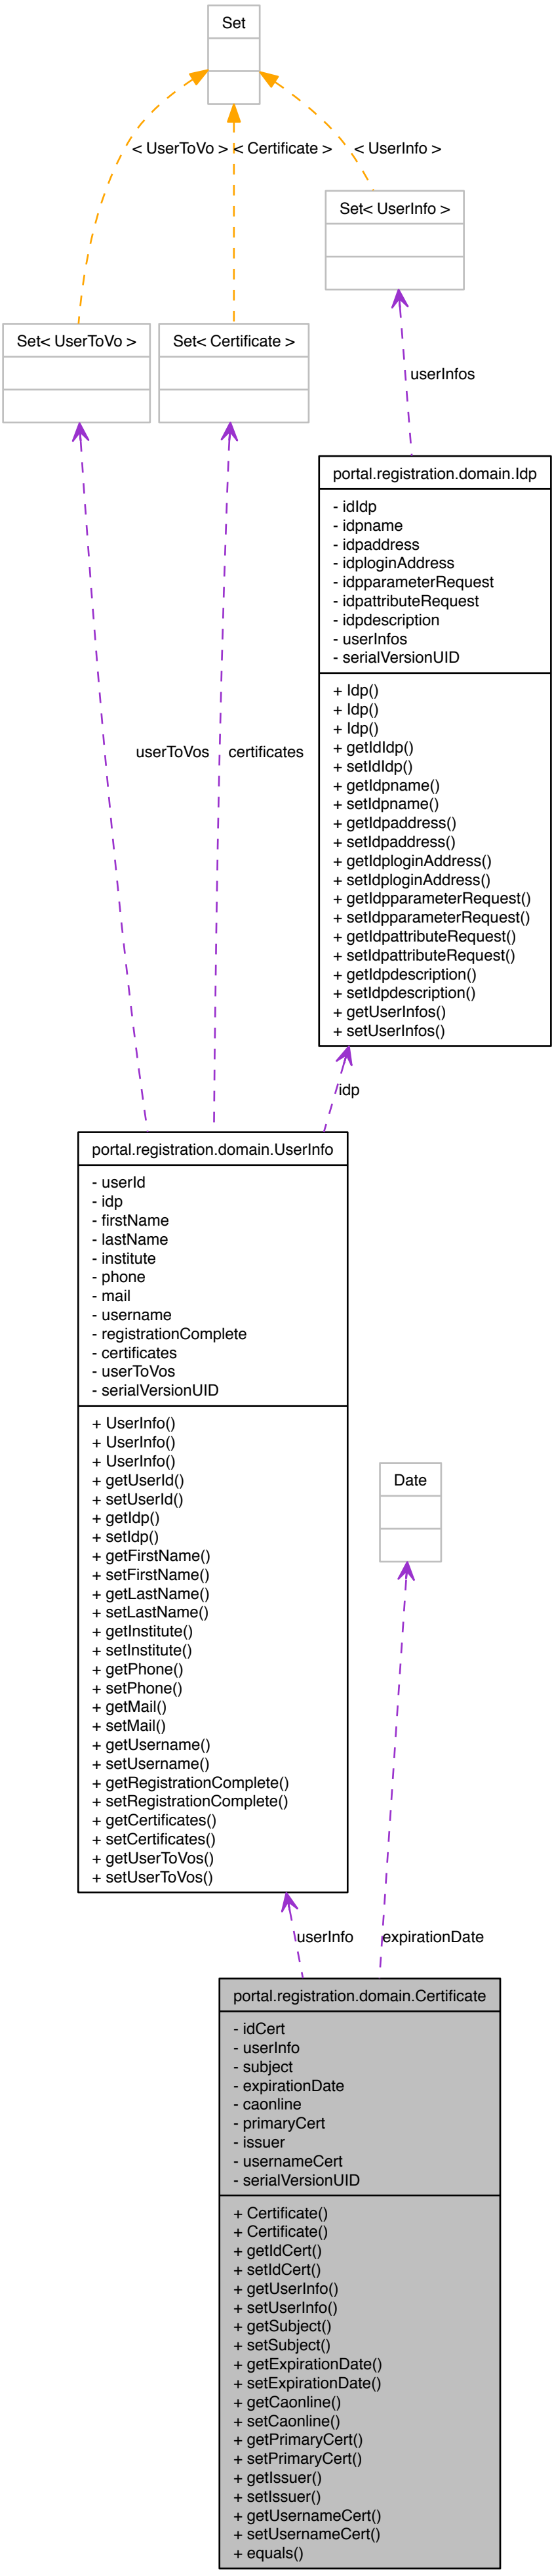 Set
< UserToVo >
< Certificate >
< UserInfo >
Set< UserInfo >
Set< UserToVo >
Set< Certificate >
userInfos
portal.registration.domain.Idp
- idIdp
- idpname
- idpaddress
- idploginAddress
- idpparameterRequest
- idpattributeRequest
- idpdescription
- userInfos
- serialVersionUID
+ Idp()
+ Idp()
+ Idp()
+ getIdIdp()
+ setIdIdp()
+ getIdpname()
+ setIdpname()
+ getIdpaddress()
+ setIdpaddress()
+ getIdploginAddress()
+ setIdploginAddress()
+ getIdpparameterRequest()
+ setIdpparameterRequest()
+ getIdpattributeRequest()
+ setIdpattributeRequest()
+ getIdpdescription()
+ setIdpdescription()
+ getUserInfos()
+ setUserInfos()
userToVos
certificates
idp
portal.registration.domain.UserInfo
- userId
- idp
- firstName
- lastName
- institute
- phone
- mail
- username
- registrationComplete
- certificates
- userToVos
- serialVersionUID
+ UserInfo()
+ UserInfo()
+ UserInfo()
+ getUserId()
+ setUserId()
+ getIdp()
+ setIdp()
+ getFirstName()
+ setFirstName()
+ getLastName()
+ setLastName()
+ getInstitute()
+ setInstitute()
+ getPhone()
+ setPhone()
+ getMail()
+ setMail()
+ getUsername()
+ setUsername()
+ getRegistrationComplete()
+ setRegistrationComplete()
+ getCertificates()
+ setCertificates()
+ getUserToVos()
+ setUserToVos()
Date
userInfo
expirationDate
portal.registration.domain.Certificate
- idCert
- userInfo
- subject
- expirationDate
- caonline
- primaryCert
- issuer
- usernameCert
- serialVersionUID
+ Certificate()
+ Certificate()
+ getIdCert()
+ setIdCert()
+ getUserInfo()
+ setUserInfo()
+ getSubject()
+ setSubject()
+ getExpirationDate()
+ setExpirationDate()
+ getCaonline()
+ setCaonline()
+ getPrimaryCert()
+ setPrimaryCert()
+ getIssuer()
+ setIssuer()
+ getUsernameCert()
+ setUsernameCert()
+ equals()